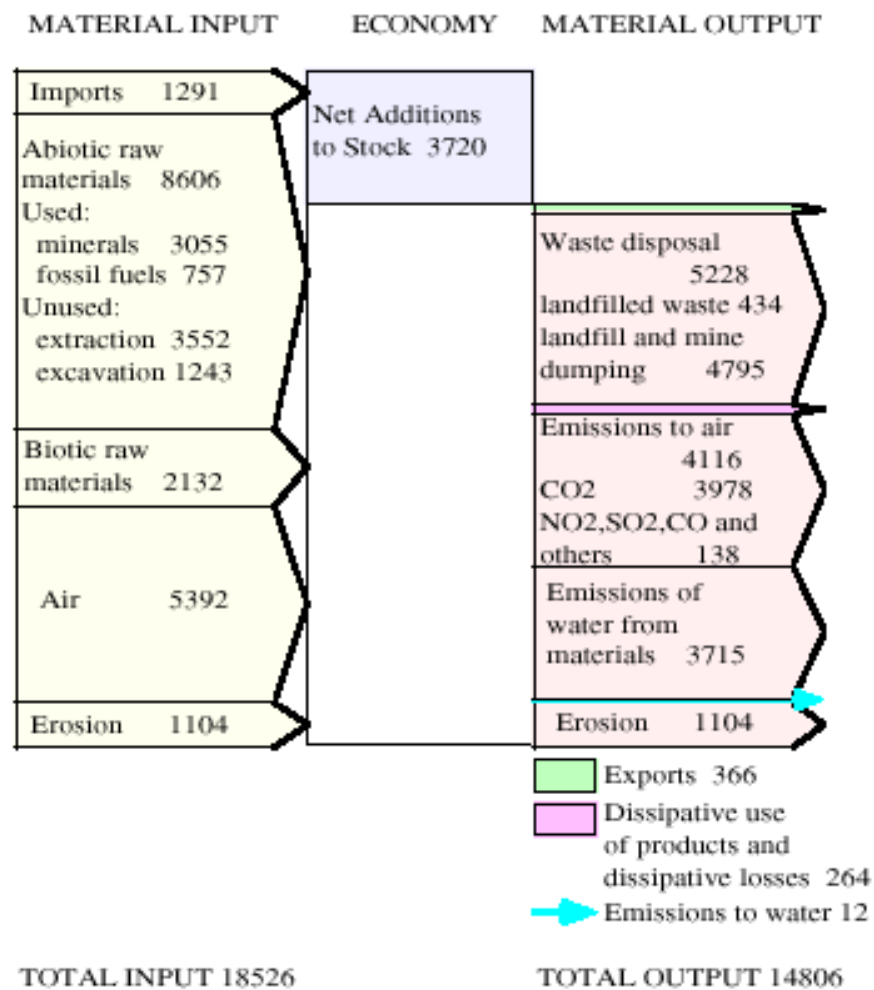 MATERIAL INPUT
ECONOMY
MATERIAL OUTPUT
Imports 1291
Abiotic raw
materials 8606
Used:
minerals 3055
fossil fuels 757
Unused:
extraction 3552
excavation 1243
Biotic raw
materials 2132
Air 5392
Erosion 1104
Net Additions
to Stock 3720
Waste disposal
5228
landfilled waste 434
landfill and mine
dumping 4795
Emissions to air
4116
CO2 3978
NO2,SO2,CO and
others 138
Emissions of
water from
materials 3715
Erosion 1104
Exports 366
Dissipative use
of products and
dissipative losses 264
Emissions to water 12
TOTAL INPUT 18526
TOTAL OUTPUT 14806